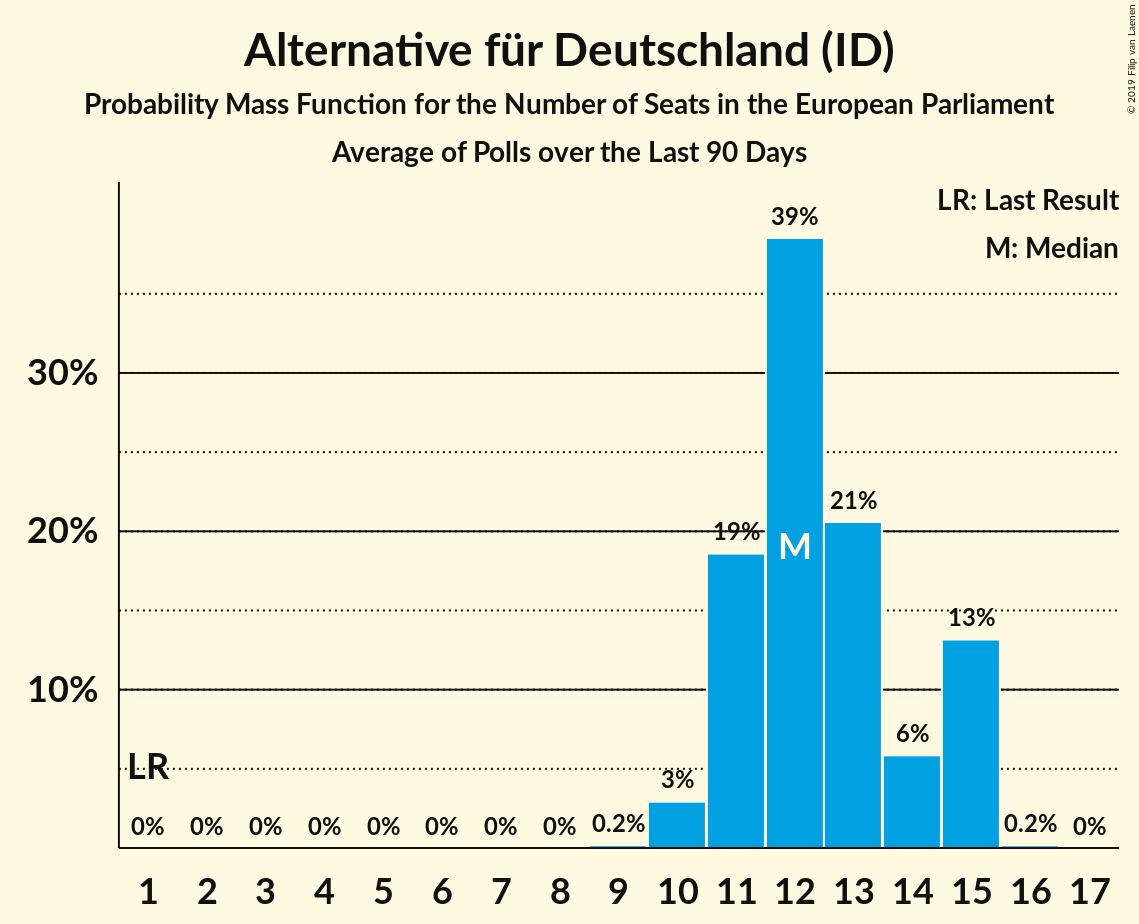 Alternative für Deutschland (ID)
Probability Mass Function for the Number of Seats in the European Parliament
Average of Polls over the Last 90 Days
© 2019 Filip van Laenen
LR: Last Result
M: Median
39%
30%
21%
20%
19%
M
13%
10%
6%
LR
3%
0% 0% 0% 0% 0% 0% 0% 0% 0.2% 0.2% 0%
1 2 3 4 5 6 7 8 9 10 11 12 13 14 15 16 17